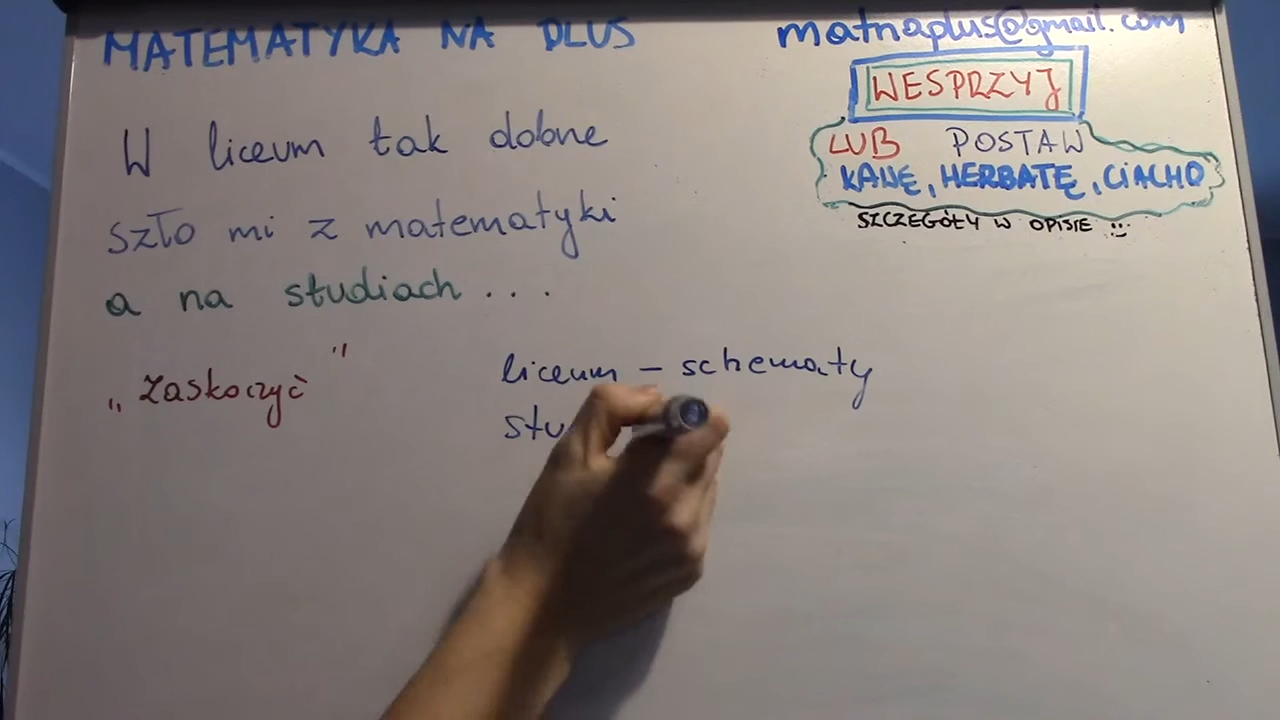 MATEMATYKA NA PLUS
matnaplus@gmail.com
WESPRZYJ
LUB POSTAW
KAWĘ, HERBATĘ, CIACHO
SZCZEGÓŁY W OPISIE :)
W liceum tak dobrze
szło mi z matematyki
a na studiach...
„Zaskoczyć"
liceum - schematy
stu